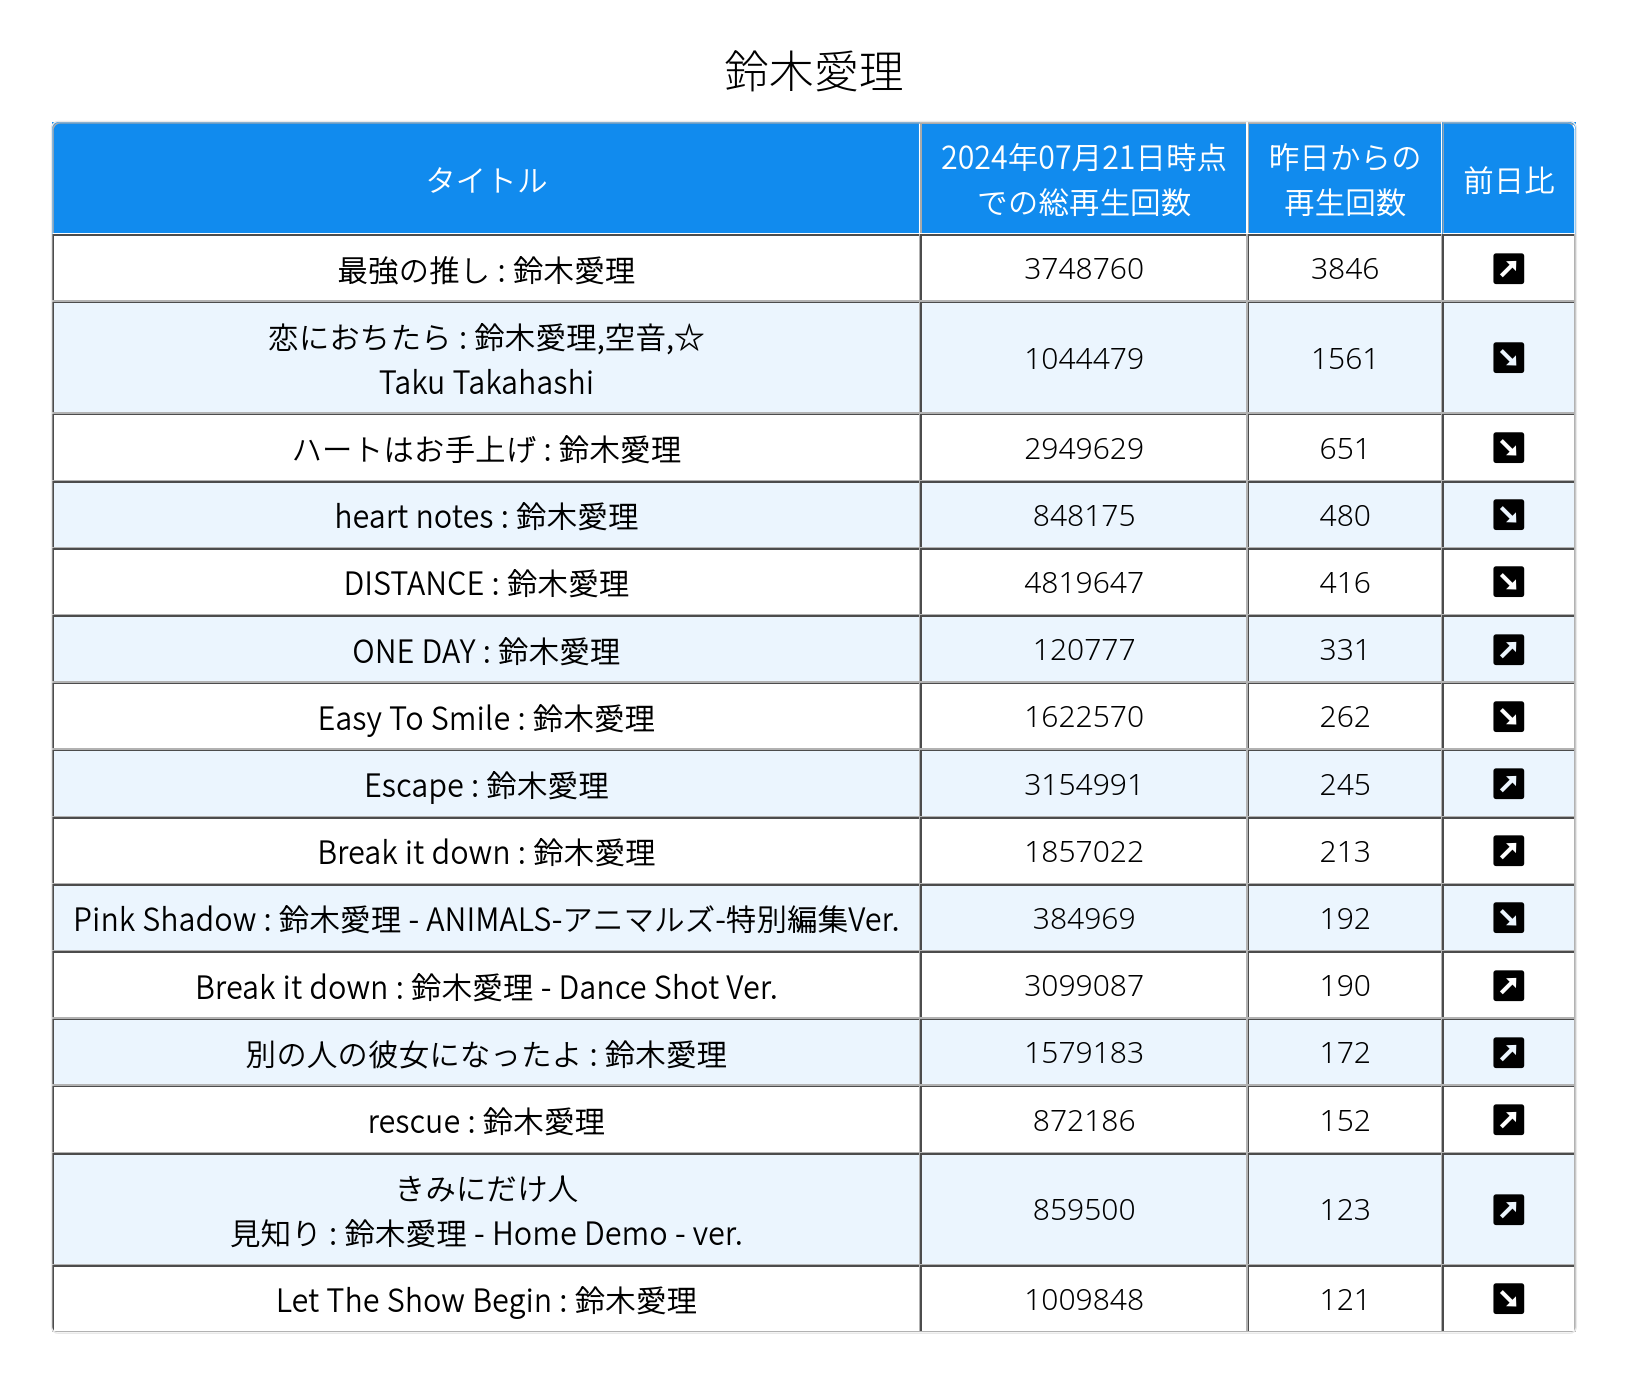 鈴木愛理
タイトル
2024年07月21日時点
での総再生回数
昨日からの
再生回数
前日比
最強の推し : 鈴木愛理 3748760 3846
恋におちたら : 鈴木愛理,空音,☆
Taku Takahashi
1044479 1561
ハートはお手上げ : 鈴木愛理 2949629 651
heart notes : 鈴木愛理 848175 480
DISTANCE : 鈴木愛理 4819647 416
ONE DAY : 鈴木愛理 120777 331
Easy To Smile : 鈴木愛理 1622570 262
Escape : 鈴木愛理 3154991 245
Break it down : 鈴木愛理 1857022 213
Pink Shadow : 鈴木愛理 - ANIMALS-アニマルズ-特別編集Ver. 384969 192
Break it down : 鈴木愛理 - Dance Shot Ver. 3099087 190
別の人の彼女になったよ : 鈴木愛理 1579183 172
rescue : 鈴木愛理 872186 152
きみにだけ人
見知り : 鈴木愛理 - Home Demo - ver.
859500 123
Let The Show Begin : 鈴木愛理 1009848 121